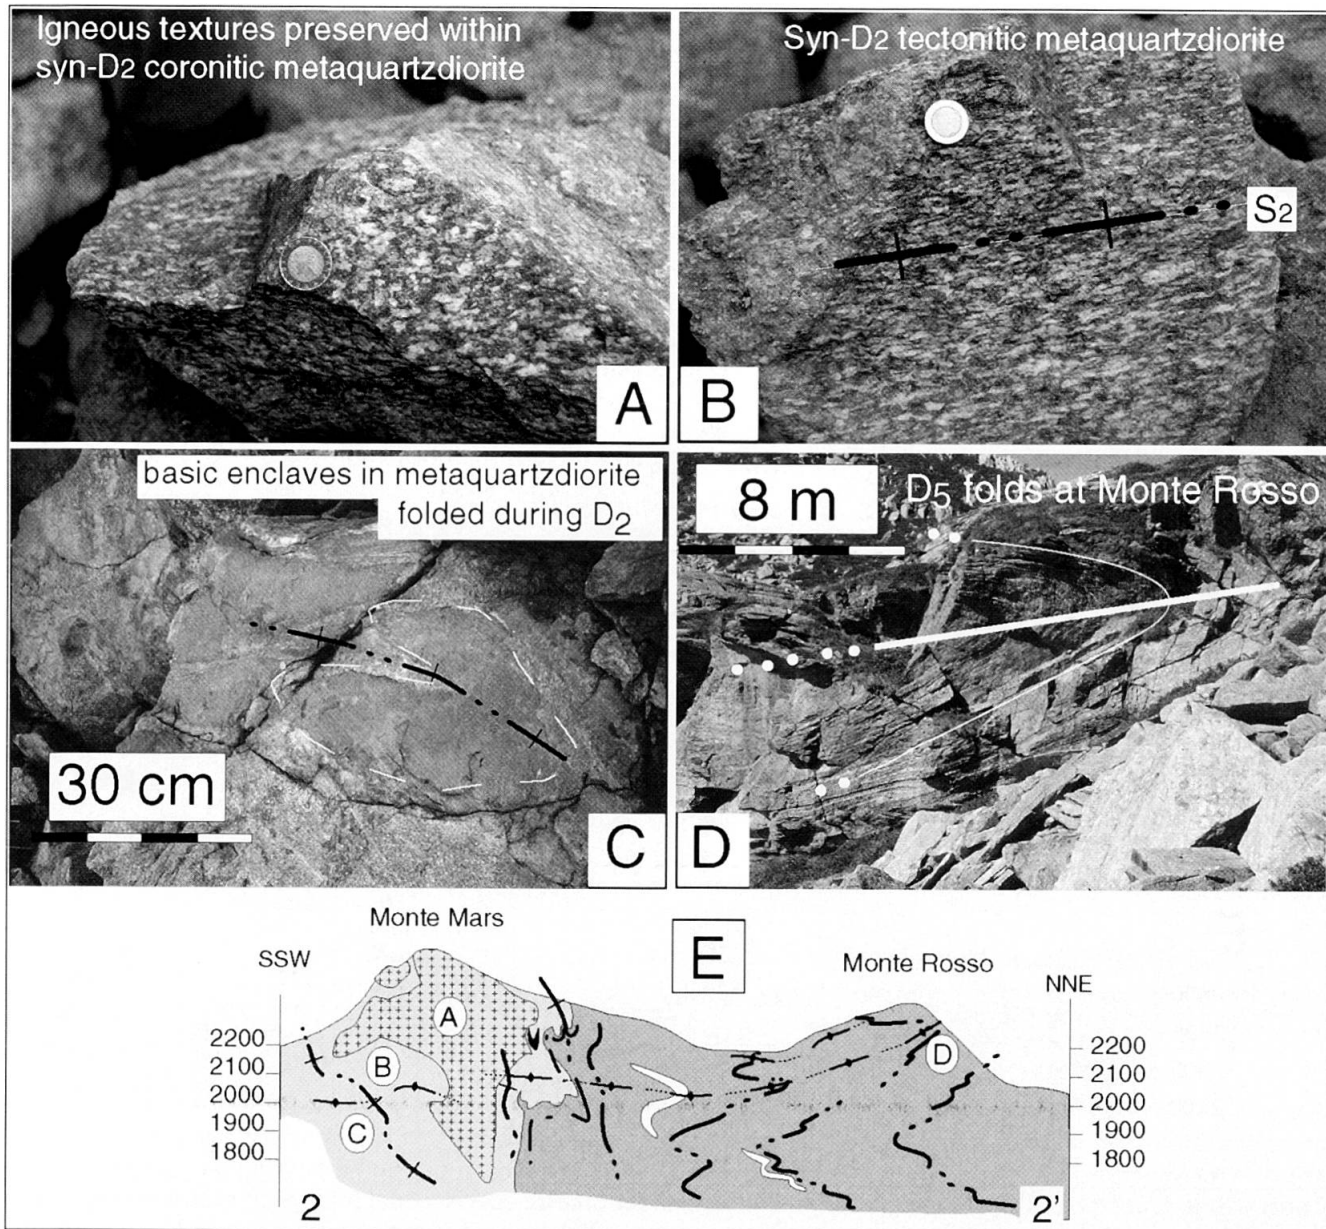 Igneous textures preserved within
syn-D2 coronitic metaquartzdiorite
A
Syn-D2 tectonitic metaquartzdiorite
S2
B
basic enclaves in metaquartzdiorite
folded during D2
30 cm
C
8 m
D5 folds at Monte Rosso
D
Monte Mars
E
SSW
Monte Rosso
NNE
A
B
C
D
2200
2100
2000
1900
1800
2200
2100
2000
1900
1800
2
2'